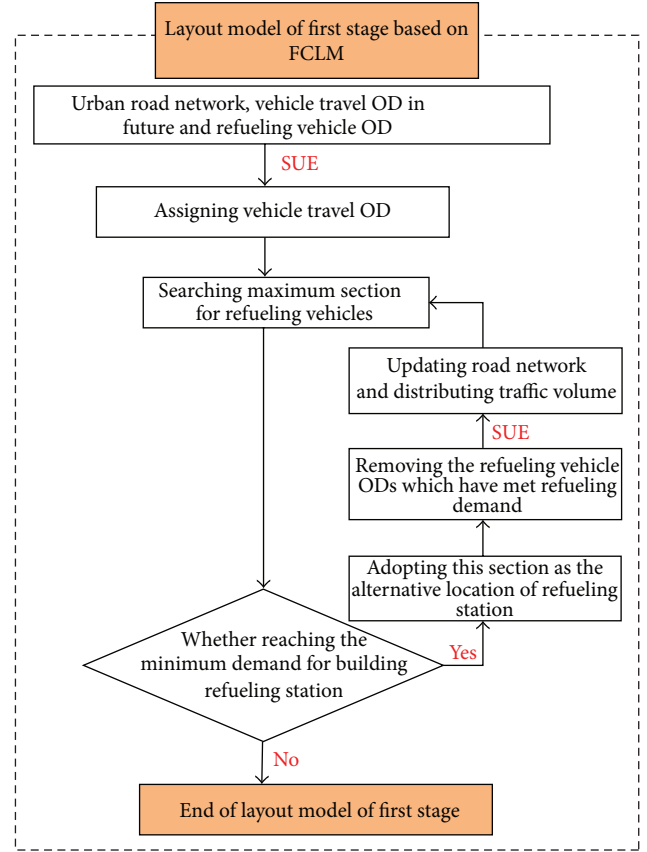 Layout model of first stage based on
FCLM
Urban road network, vehicle travel OD in
future and refueling vehicle OD
SUE
Assigning vehicle travel OD
Searching maximum section
for refueling vehicles
Updating road network
and distributing traffic volume
SUE
Removing the refueling vehicle
ODs which have met refueling
demand
Adopting this section as the
alternative location of refueling
station
Whether reaching the
minimum demand for building
refueling station
Yes
No
End of layout model of first stage